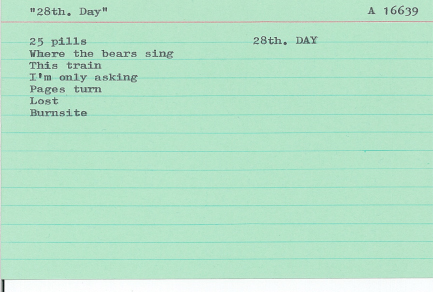 "28th. Day" A 16639
25 pills 28th. DAY
Where the bears sing
This train
I'm only asking
Pages turn
Lost
Burnsite